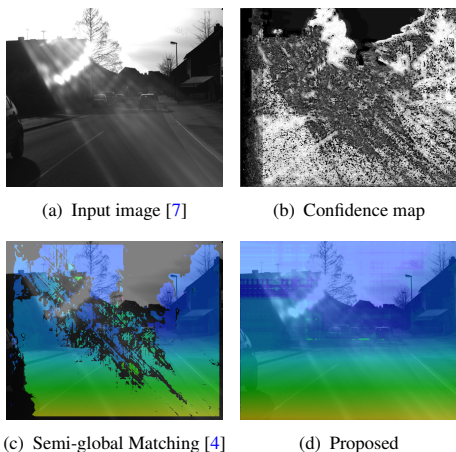 (a) Input image [7]
(b) Confidence map
(c) Semi-global Matching [4]
(d) Proposed